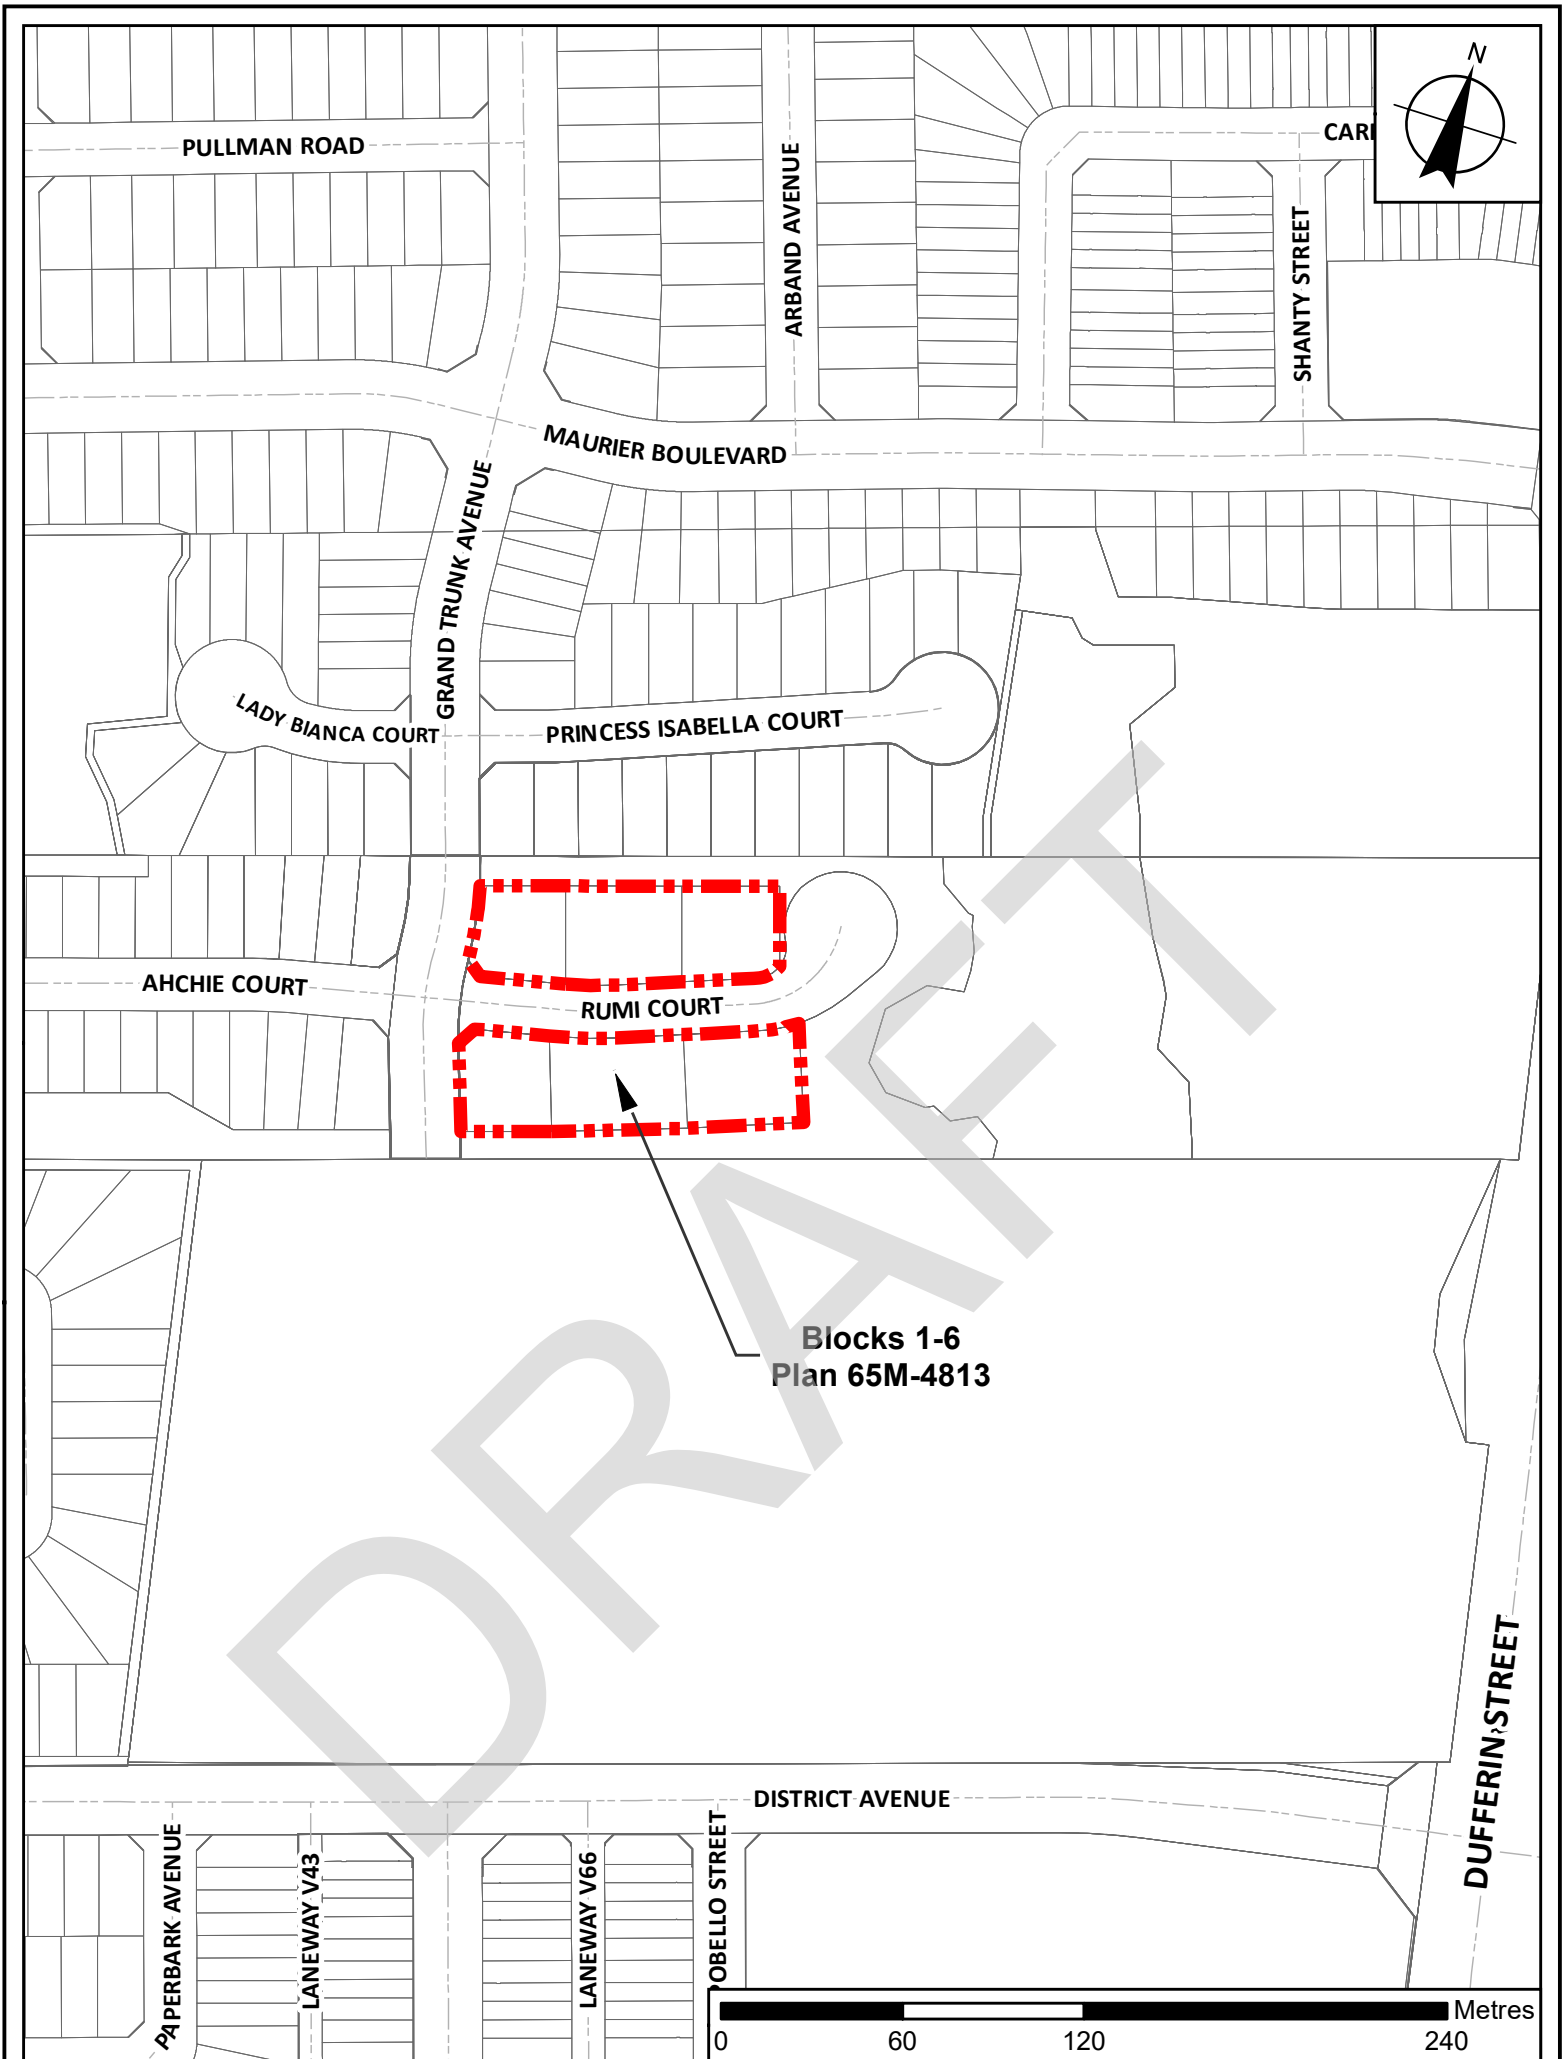 N
PULLMAN ROAD
ARBAND AVENUE
SHANTY STREET
MAURIER BOULEVARD
GRAND TRUNK AVENUE
LADY BIANCA COURT
PRINCESS ISABELLA COURT
AHCHIE COURT
RUMI COURT
Blocks 1-6
Plan 65M-4813
DRAFT
DUFFERIN STREET
DISTRICT AVENUE
PAPERBARK AVENUE
LANEWAY V43
LANEWAY V66
OBELLO STREET
Metres
0 60 120 240